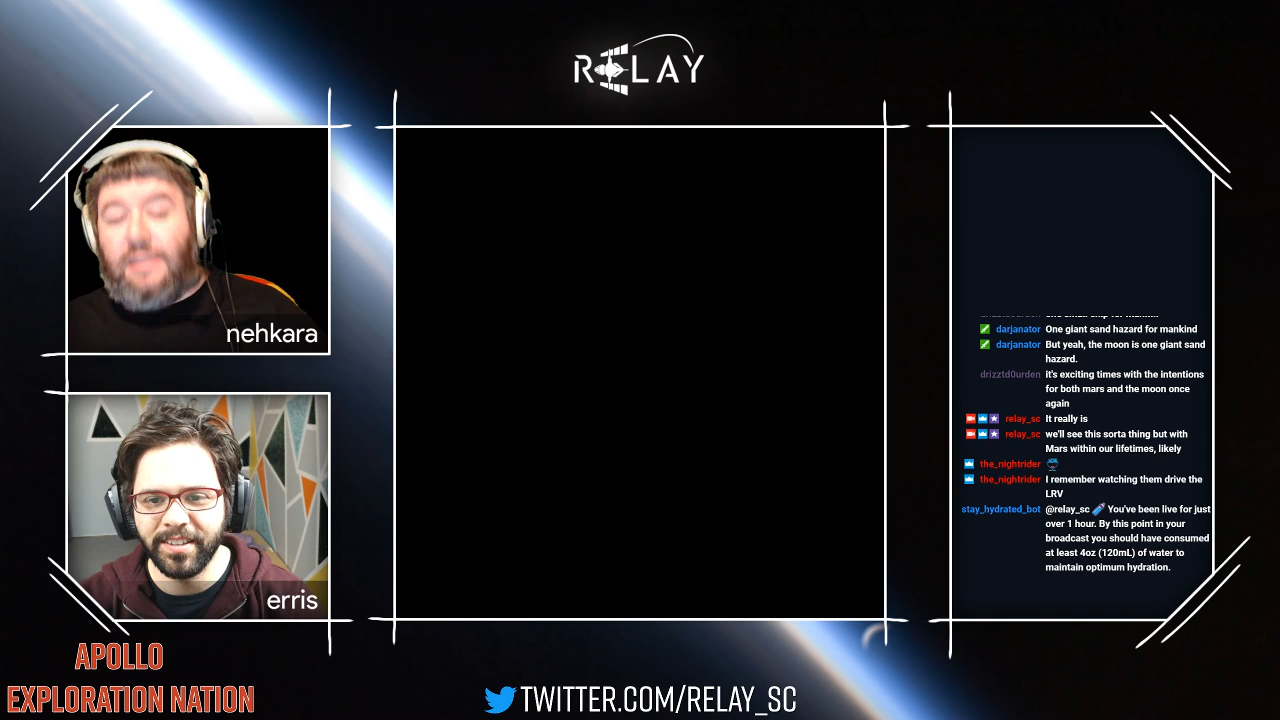 RELAY
nehkara
erris
darjanator One giant sand hazard for mankind
darjanator But yeah, the moon is one giant sand
hazard.
drizztd0urden it's exciting times with the intentions
for both mars and the moon once
again
relay_sc It really is
relay_sc we'll see this sorta thing but with
Mars within our lifetimes, likely
the_nightrider
the_nightrider I remember watching them drive the
LRV
stay_hydrated_bot @relay_sc You've been live for just
over 1 hour. By this point in your
broadcast you should have consumed
at least 4oz (120mL) of water to
maintain optimum hydration.
APOLLO
EXPLORATION NATION
TWITTER.COM/RELAY_SC